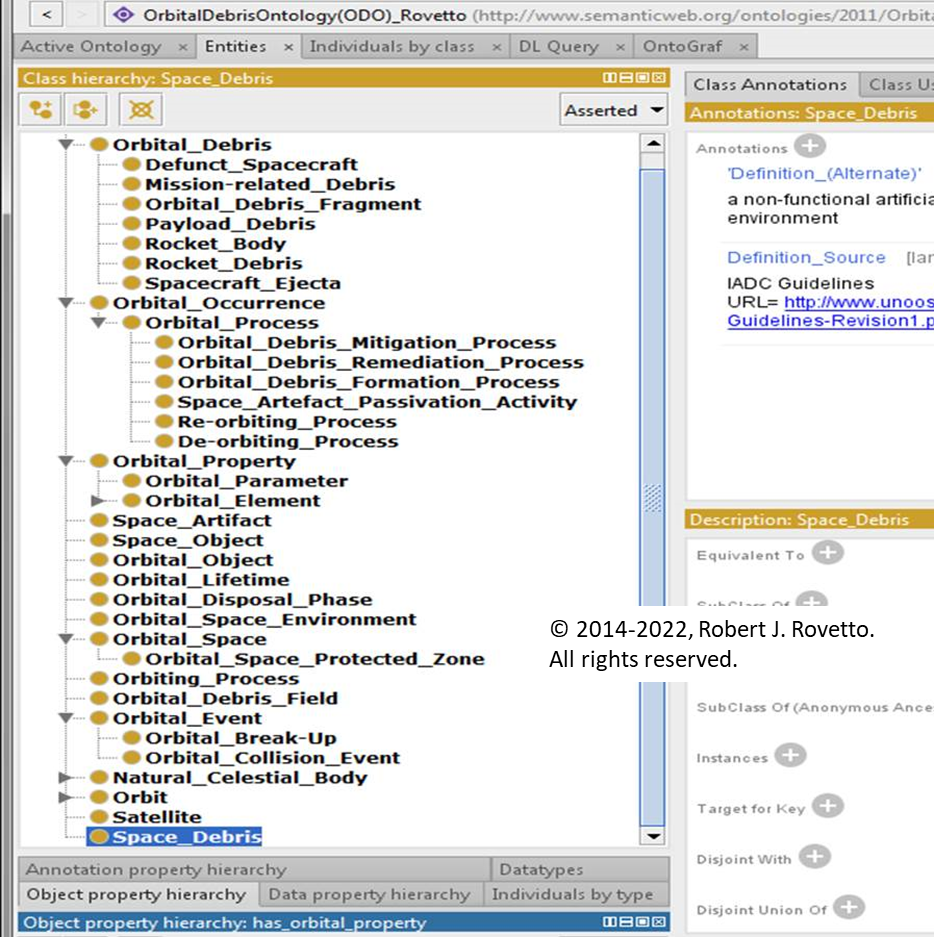 < > OrbitalDebrisOntology(ODO)_Rovetto (http://www.semanticweb.org/ontologies/2011/Orbita
Active Ontology × Entities × Individuals by class × DL Query × OntoGraf ×
Class hierarchy: Space_Debris
Asserted
Orbital_Debris
Defunct_Spacecraft
Mission-related_Debris
Orbital_Debris_Fragment
Payload_Debris
Rocket_Body
Rocket_Debris
Spacecraft_Ejecta
Orbital_Occurrence
Orbital_Process
Orbital_Debris_Mitigation_Process
Orbital_Debris_Remediation_Process
Orbital_Debris_Formation_Process
Space_Artefact_Passivation_Activity
Re-orbiting_Process
De-orbiting_Process
Orbital_Property
Orbital_Parameter
Orbital_Element
Space_Artifact
Space_Object
Orbital_Object
Orbital_Lifetime
Orbital_Disposal_Phase
Orbital_Space_Environment
Orbital_Space
Orbital_Space_Protected_Zone
Orbiting_Process
Orbital_Debris_Field
Orbital_Event
Orbital_Break-Up
Orbital_Collision_Event
Natural_Celestial_Body
Orbit
Satellite
Space_Debris
Annotation property hierarchy Datatypes
Object property hierarchy Data property hierarchy Individuals by type
Object property hierarchy: has_orbital_property
Class Annotations Class Us
Annotations: Space_Debris
Annotations
'Definition_(Alternate)'
a non-functional artificia
environment
Definition_Source [lan
IADC Guidelines
URL= http://www.unoos
Guidelines-Revision1.p
Description: Space_Debris
Equivalent To
SubClass Of
© 2014-2022, Robert J. Rovetto.
All rights reserved.
SubClass Of (Anonymous Ance
Instances
Target for Key
Disjoint With
Disjoint Union Of